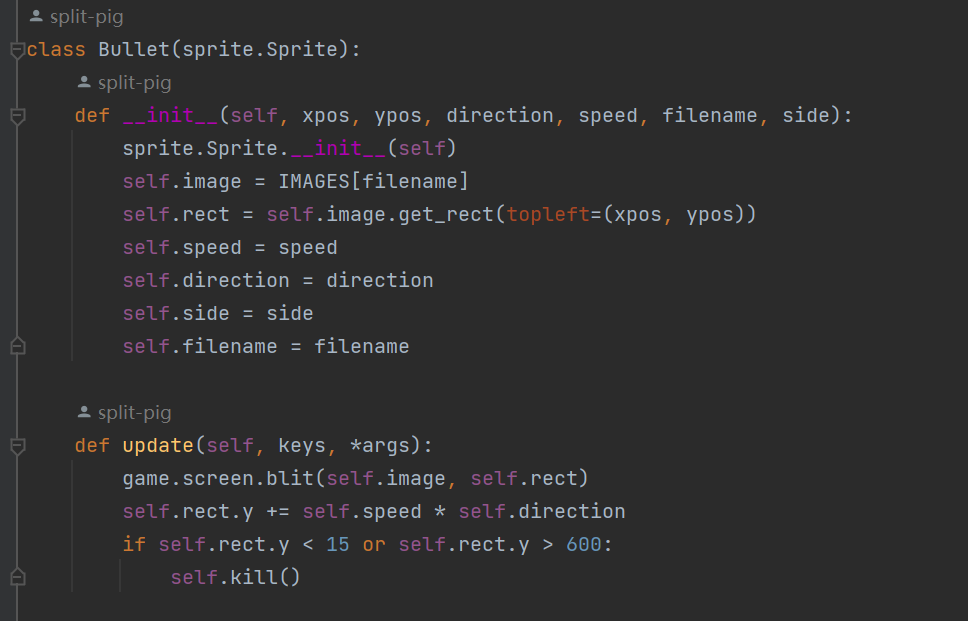 split-pig
class Bullet(sprite.Sprite):
split-pig
def __init__(self, xpos, ypos, direction, speed, filename, side):
sprite.Sprite.__init__(self)
self.image = IMAGES[filename]
self.rect = self.image.get_rect(topleft=(xpos, ypos))
self.speed = speed
self.direction = direction
self.side = side
self.filename = filename
split-pig
def update(self, keys, *args):
game.screen.blit(self.image, self.rect)
self.rect.y += self.speed * self.direction
if self.rect.y < 15 or self.rect.y > 600:
self.kill()